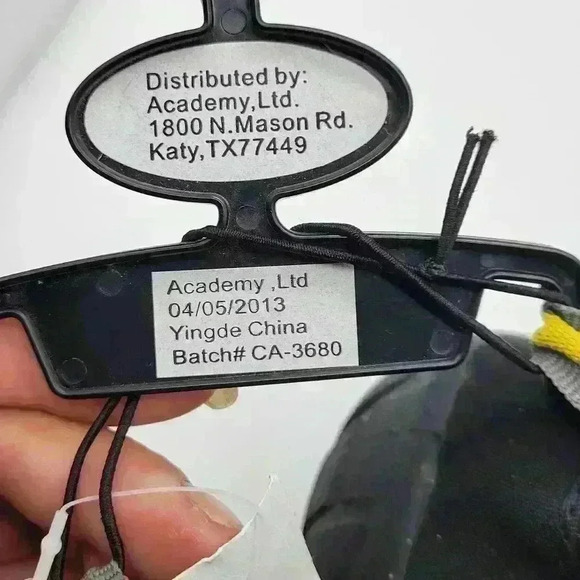 Distributed by:
Academy,Ltd.
1800 N.Mason Rd.
Katy,TX77449
Academy ,Ltd
04/05/2013
Yingde China
Batch# CA-3680